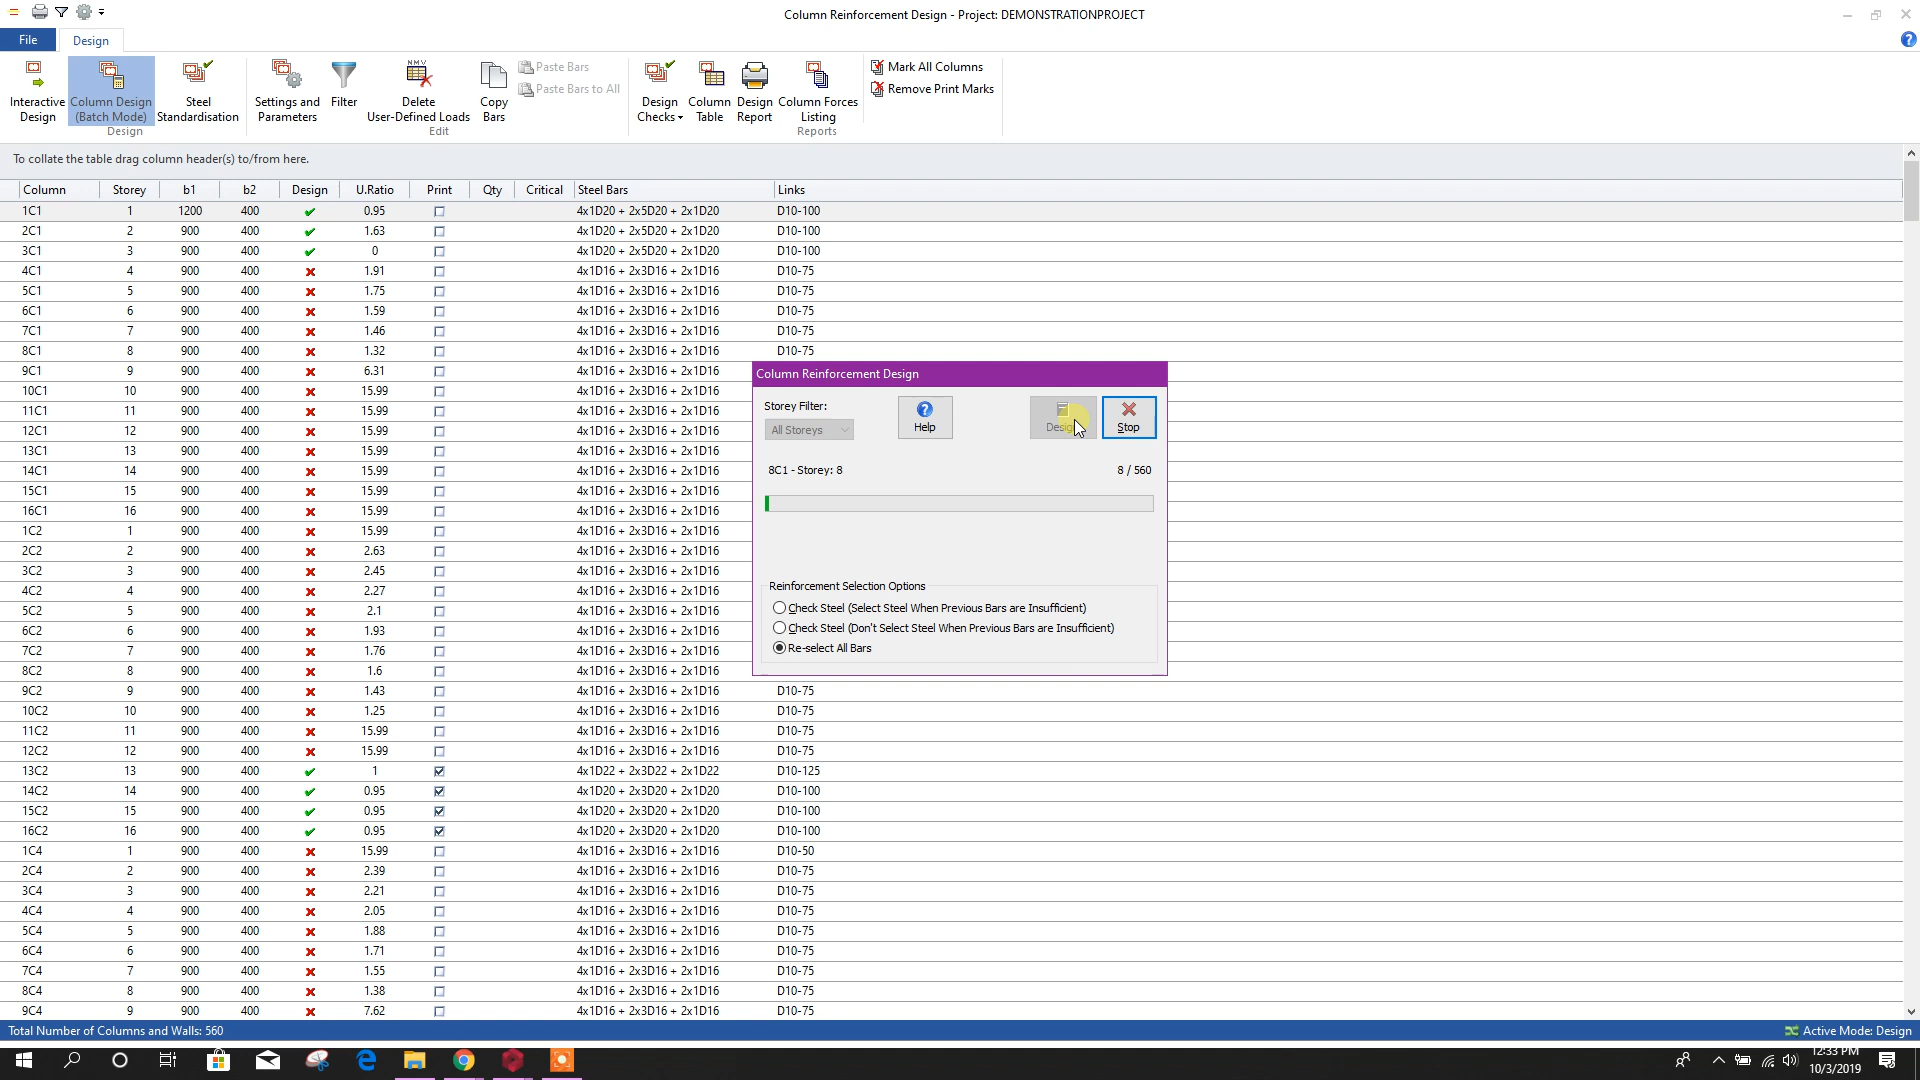 Column Reinforcement Design - Project: DEMONSTRATIONPROJECT
File Design
Interactive Design
Column Design (Batch Mode)
Steel Standardisation
Design
Settings and Parameters
Filter
Delete User-Defined Loads
Copy Bars
Paste Bars
Paste Bars to All
Edit
Design Checks
Column Table
Design Report
Column Forces Listing
Reports
Mark All Columns
Remove Print Marks
To collate the table drag column header(s) to/from here.
Column Storey b1 b2 Design U.Ratio Print Qty Critical Steel Bars Links
1C1 1 1200 400 0.95 4x1D20 + 2x5D20 + 2x1D20 D10-100
2C1 2 900 400 1.63 4x1D20 + 2x5D20 + 2x1D20 D10-100
3C1 3 900 400 0 4x1D20 + 2x5D20 + 2x1D20 D10-100
4C1 4 900 400 1.91 4x1D16 + 2x3D16 + 2x1D16 D10-75
5C1 5 900 400 1.75 4x1D16 + 2x3D16 + 2x1D16 D10-75
6C1 6 900 400 1.59 4x1D16 + 2x3D16 + 2x1D16 D10-75
7C1 7 900 400 1.46 4x1D16 + 2x3D16 + 2x1D16 D10-75
8C1 8 900 400 1.32 4x1D16 + 2x3D16 + 2x1D16 D10-75
9C1 9 900 400 6.31 4x1D16 + 2x3D16 + 2x1D16
10C1 10 900 400 15.99 4x1D16 + 2x3D16 + 2x1D16
11C1 11 900 400 15.99 4x1D16 + 2x3D16 + 2x1D16
12C1 12 900 400 15.99 4x1D16 + 2x3D16 + 2x1D16
13C1 13 900 400 15.99 4x1D16 + 2x3D16 + 2x1D16
14C1 14 900 400 15.99 4x1D16 + 2x3D16 + 2x1D16
15C1 15 900 400 15.99 4x1D16 + 2x3D16 + 2x1D16
16C1 16 900 400 15.99 4x1D16 + 2x3D16 + 2x1D16
1C2 1 900 400 15.99 4x1D16 + 2x3D16 + 2x1D16
2C2 2 900 400 2.63 4x1D16 + 2x3D16 + 2x1D16
3C2 3 900 400 2.45 4x1D16 + 2x3D16 + 2x1D16
4C2 4 900 400 2.27 4x1D16 + 2x3D16 + 2x1D16
5C2 5 900 400 2.1 4x1D16 + 2x3D16 + 2x1D16
6C2 6 900 400 1.93 4x1D16 + 2x3D16 + 2x1D16
7C2 7 900 400 1.76 4x1D16 + 2x3D16 + 2x1D16
8C2 8 900 400 1.6 4x1D16 + 2x3D16 + 2x1D16
9C2 9 900 400 1.43 4x1D16 + 2x3D16 + 2x1D16 D10-75
10C2 10 900 400 1.25 4x1D16 + 2x3D16 + 2x1D16 D10-75
11C2 11 900 400 15.99 4x1D16 + 2x3D16 + 2x1D16 D10-75
12C2 12 900 400 15.99 4x1D16 + 2x3D16 + 2x1D16 D10-75
13C2 13 900 400 1 4x1D22 + 2x3D22 + 2x1D22 D10-125
14C2 14 900 400 0.95 4x1D20 + 2x3D20 + 2x1D20 D10-100
15C2 15 900 400 0.95 4x1D20 + 2x3D20 + 2x1D20 D10-100
16C2 16 900 400 0.95 4x1D20 + 2x3D20 + 2x1D20 D10-100
1C4 1 900 400 15.99 4x1D16 + 2x3D16 + 2x1D16 D10-50
2C4 2 900 400 2.39 4x1D16 + 2x3D16 + 2x1D16 D10-75
3C4 3 900 400 2.21 4x1D16 + 2x3D16 + 2x1D16 D10-75
4C4 4 900 400 2.05 4x1D16 + 2x3D16 + 2x1D16 D10-75
5C4 5 900 400 1.88 4x1D16 + 2x3D16 + 2x1D16 D10-75
6C4 6 900 400 1.71 4x1D16 + 2x3D16 + 2x1D16 D10-75
7C4 7 900 400 1.55 4x1D16 + 2x3D16 + 2x1D16 D10-75
8C4 8 900 400 1.38 4x1D16 + 2x3D16 + 2x1D16 D10-75
9C4 9 900 400 7.62 4x1D16 + 2x3D16 + 2x1D16 D10-75
Column Reinforcement Design
Storey Filter:
All Storeys
Help
Design
Stop
8C1 - Storey: 8 8 / 560
Reinforcement Selection Options
Check Steel (Select Steel When Previous Bars are Insufficient)
Check Steel (Don't Select Steel When Previous Bars are Insufficient)
Re-select All Bars
Total Number of Columns and Walls: 560
Active Mode: Design
12:33 PM
10/3/2019